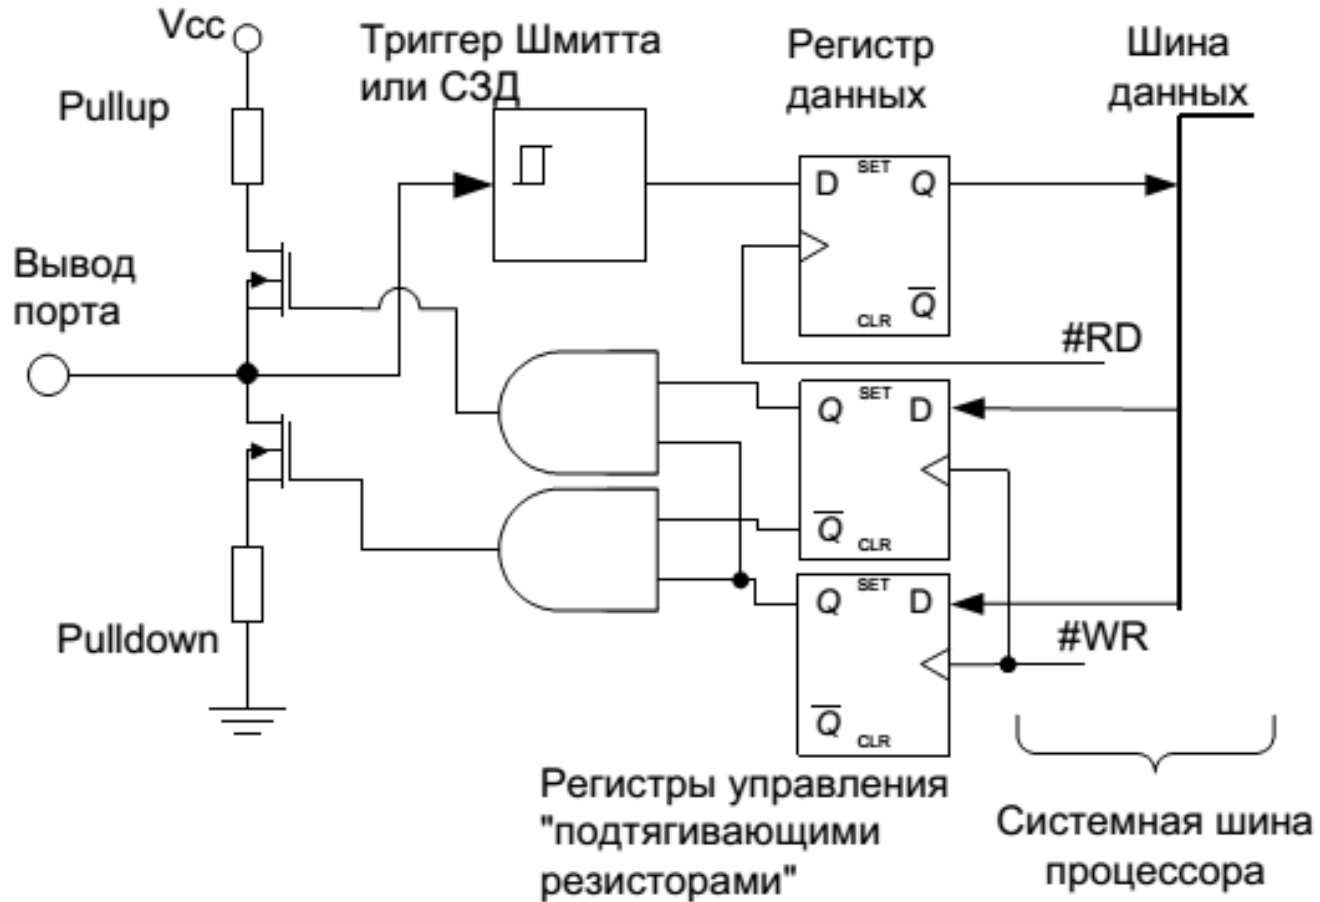 Vcc
Триггер Шмитта
или СЗД
Регистр
данных
Шина
данных
Pullup
Вывод
порта
D SET Q
CLR Q̅
#RD
Q SET D
Q̅ CLR
Q SET D
Q̅ CLR
#WR
Pulldown
Регистры управления
"подтягивающими
резисторами"
Системная шина
процессора